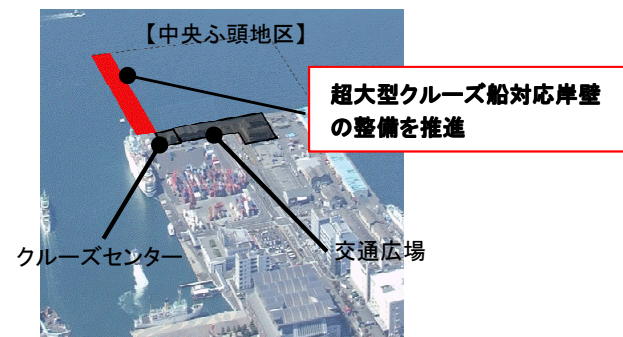 【中央ふ頭地区】
超大型クルーズ船対応岸壁
の整備を推進
クルーズセンター
交通広場